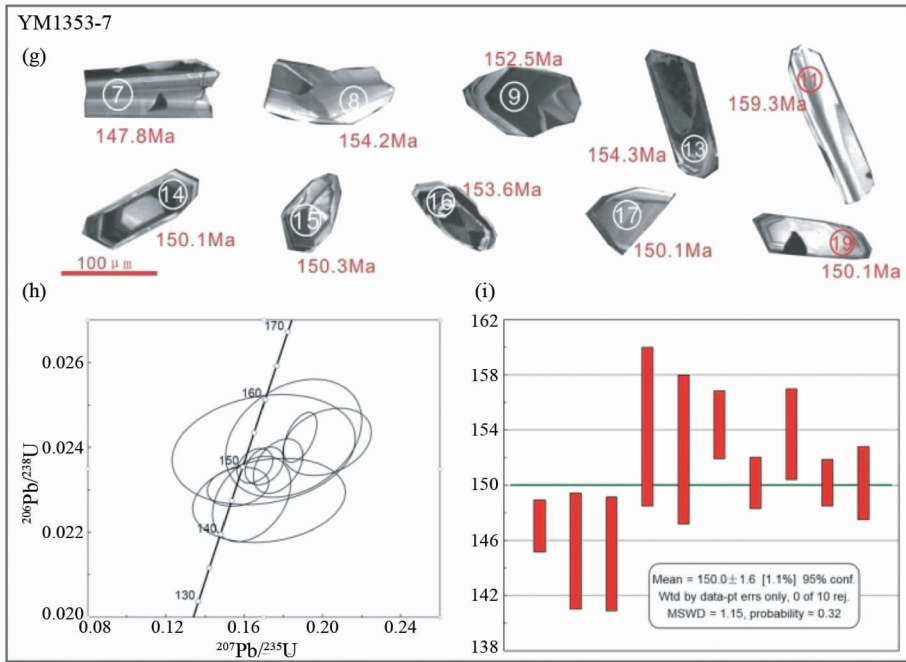 YM1353-7
(g)
7
147.8Ma
8
154.2Ma
152.5Ma
9
154.3Ma
13
159.3Ma
11
14
150.1Ma
15
150.3Ma
153.6Ma
16
17
150.1Ma
19
150.1Ma
100 μm
(h)
0.026
0.024
0.022
0.020
0.08
0.12
0.16
0.20
0.24
170
160
150
140
130
²⁰⁶Pb/²³⁸U
²⁰⁷Pb/²³⁵U
(i)
162
158
154
150
146
142
138
Mean = 150.0±1.6 [1.1%] 95% conf.
Wtd by data-pt errs only, 0 of 10 rej.
MSWD = 1.15, probability = 0.32